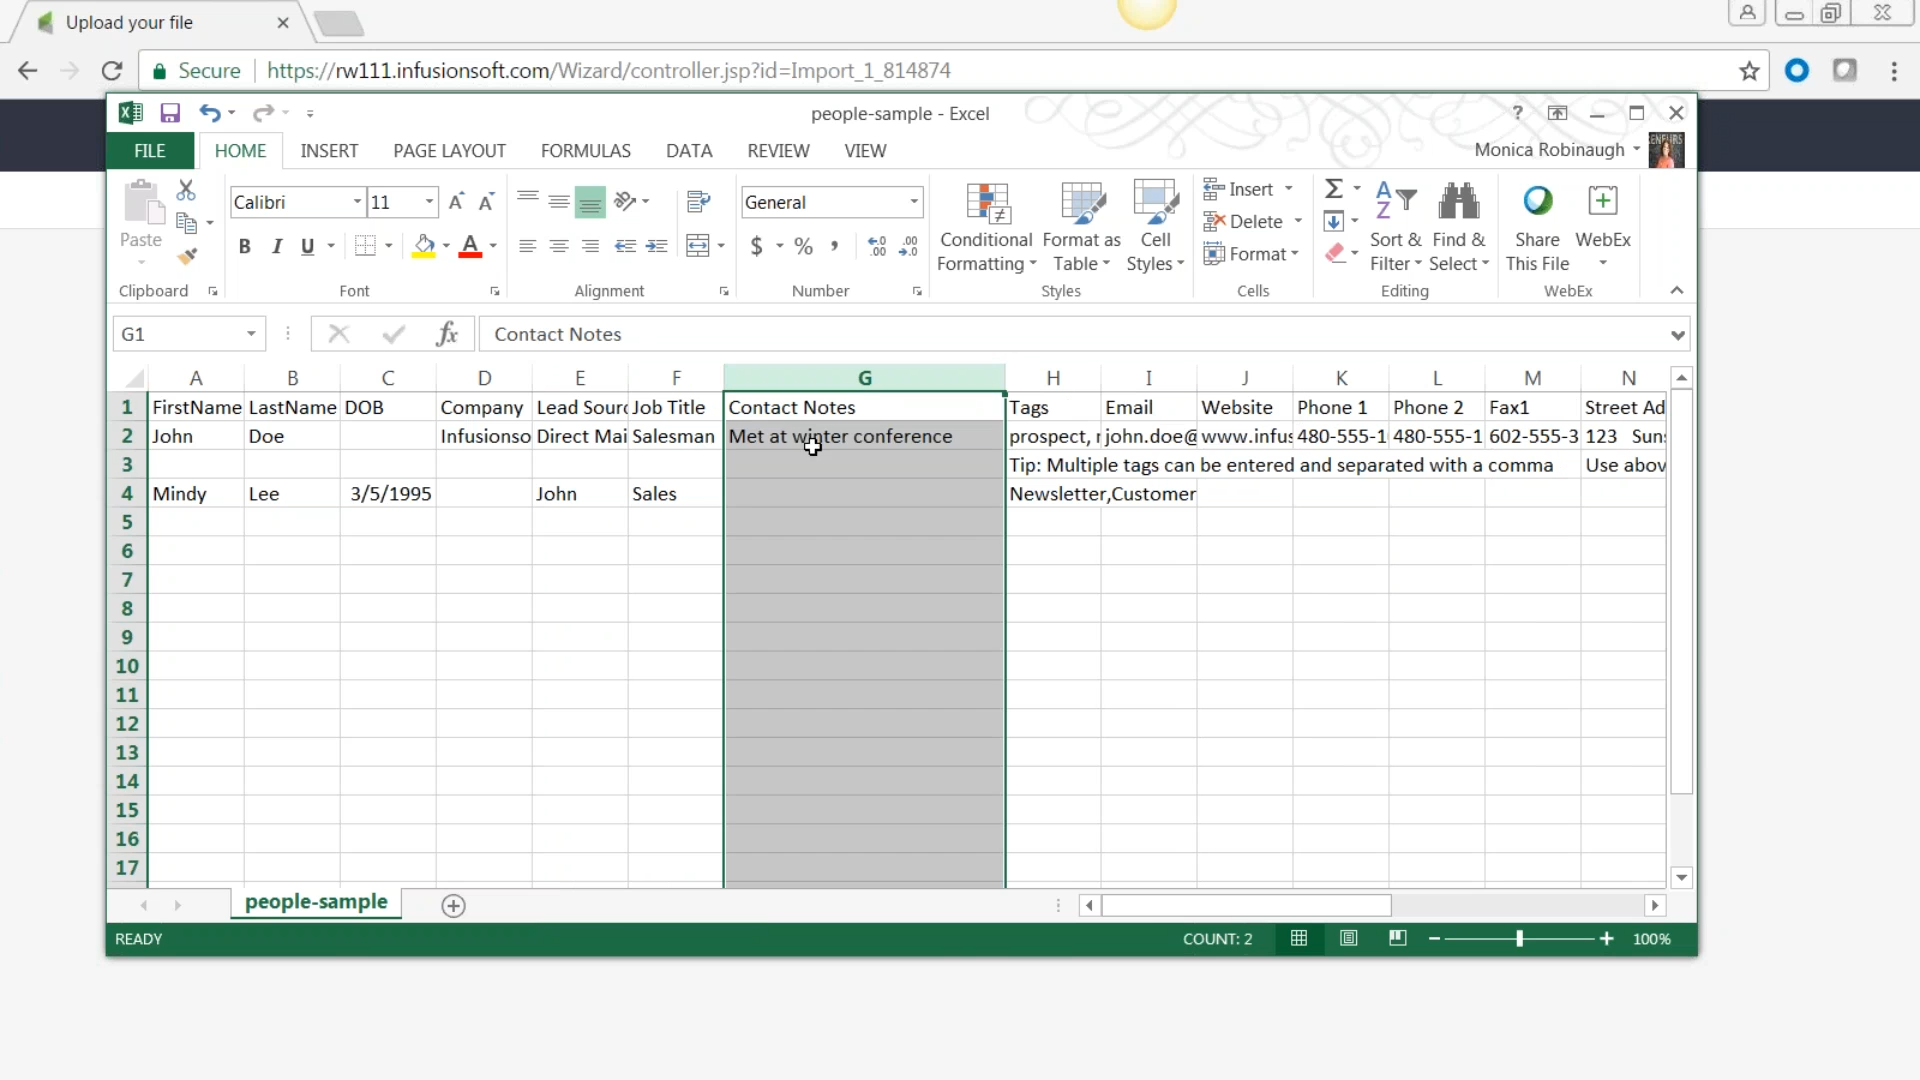 Upload your file
Secure https://rw111.infusionsoft.com/Wizard/controller.jsp?id=Import_1_814874
people-sample - Excel
FILE HOME INSERT PAGE LAYOUT FORMULAS DATA REVIEW VIEW Monica Robinaugh
Paste Calibri 11 General Conditional Formatting Format as Table Cell Styles Insert Delete Format Sort & Filter Find & Select Share This File WebEx
B I U A $ %
Clipboard Font Alignment Number Styles Cells Editing WebEx
G1 fx Contact Notes
A B C D E F G H I J K L M N
1 FirstName LastName DOB Company Lead Sourc Job Title Contact Notes Tags Email Website Phone 1 Phone 2 Fax1 Street Ad
2 John Doe Infusionso Direct Mai Salesman Met at winter conference prospect, john.doe@ www.infus 480-555-1 480-555-1 602-555-3 123 Sun
3 Tip: Multiple tags can be entered and separated with a comma Use abov
4 Mindy Lee 3/5/1995 John Sales Newsletter,Customer
5
6
7
8
9
10
11
12
13
14
15
16
17
people-sample
READY COUNT: 2 100%